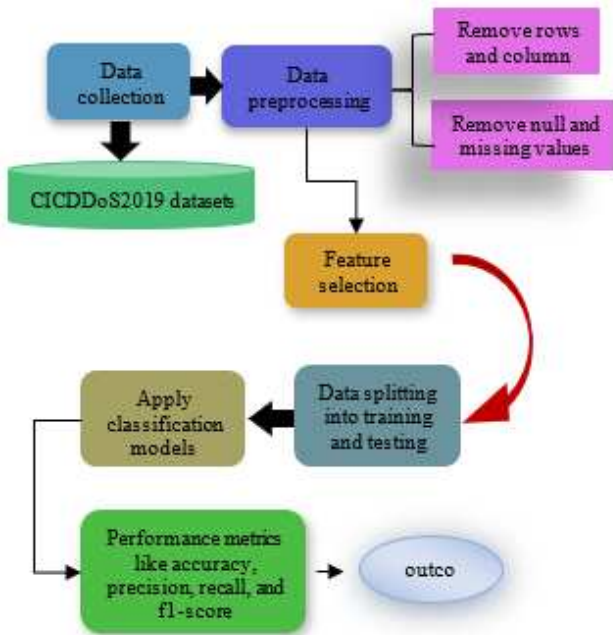 Data
collection
Data
preprocessing
Remove rows
and column
Remove null and
missing values
CICDDoS2019 datasets
Feature
selection
Data splitting
into training
and testing
Apply
classification
models
Performance metrics
like accuracy,
precision, recall, and
f1-score
outco